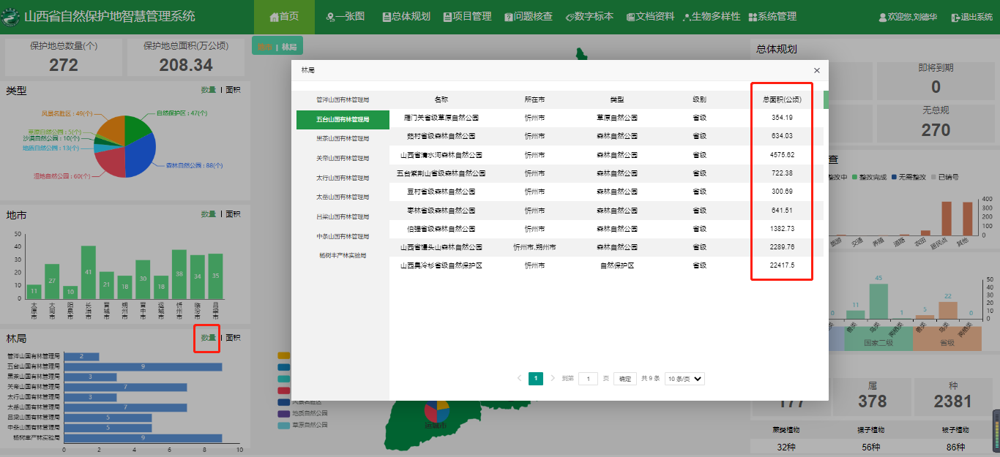 山西省自然保护地智慧管理系统
首页 一张图 总体规划 项目管理 问题核查 数字标本 文档资料 生物多样性 系统管理
欢迎您,刘德华 退出系统
保护地总数量(个)
272
保护地总面积(万公顷)
208.34
林局
类型
数量 | 面积
风景名胜区 : 49(个)
自然保护区 : 47(个)
草原自然公园 : 5(个)
沙漠自然公园 : 10(个)
地质自然公园 : 13(个)
森林自然公园 : 88(个)
湿地自然公园 : 60(个)
地市
数量 | 面积
50
40
30
20
10
0
11 27 10 41 21 18 30 18 38 34 35
太原市 大同市 阳泉市 长治市 晋城市 朔州市 晋中市 运城市 忻州市 临汾市 吕梁市
林局
数量 | 面积
管涔山国有林管理局 2
五台山国有林管理局 9
黑茶山国有林管理局 3
关帝山国有林管理局 7
太行山国有林管理局 3
太岳山国有林管理局 7
吕梁山国有林管理局 5
中条山国有林管理局 5
杨树丰产林实验局 9
0 2 4 6 8 10
林局
×
管涔山国有林管理局
五台山国有林管理局
黑茶山国有林管理局
关帝山国有林管理局
太行山国有林管理局
太岳山国有林管理局
吕梁山国有林管理局
中条山国有林管理局
杨树丰产林实验局
名称 所在市 类型 级别 总面积(公顷)
雁门关省级草原自然公园 忻州市 草原自然公园 省级 354.19
茹村省级森林自然公园 忻州市 森林自然公园 省级 634.03
山西省清水河森林自然公园 忻州市 森林自然公园 省级 4575.62
五台紫荆山省级森林自然公园 忻州市 森林自然公园 省级 722.38
豆村省级森林自然公园 忻州市 森林自然公园 省级 300.69
枣林省级森林自然公园 忻州市 森林自然公园 省级 641.51
伯强省级森林自然公园 忻州市 森林自然公园 省级 1382.73
山西省馒头山森林自然公园 忻州市,朔州市 森林自然公园 省级 2289.76
山西臭冷杉省级自然保护区 忻州市 自然保护区 省级 22417.5
1 到第 1 页 确定 共 9 条 10 条/页
风景名胜区
地质自然公园
草原自然公园
运城市
总体规划
即将到期
0
无总规
270
查
整改中 整改完成 无需整改 已销号
400
300
200
100
0
旅游 交通 养殖 道路 农田 居民点 其他
0 11 45 1 5 22 0
50
40
30
20
10
0
兽类 鸟类 两栖类 兽类 鸟类 两栖类
国家二级 省级
177
属
378
种
2381
蕨类植物
32种
裸子植物
56种
被子植物
86种